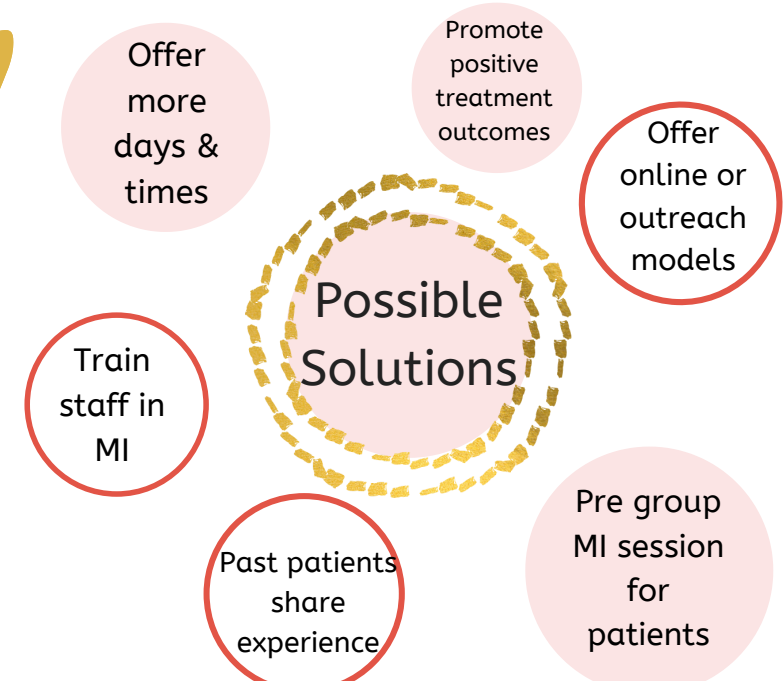 Offer
more
days &
times
Promote
positive
treatment
outcomes
Offer
online or
outreach
models
Possible
Solutions
Train
staff in
MI
Past patients
share
experience
Pre group
MI session
for
patients